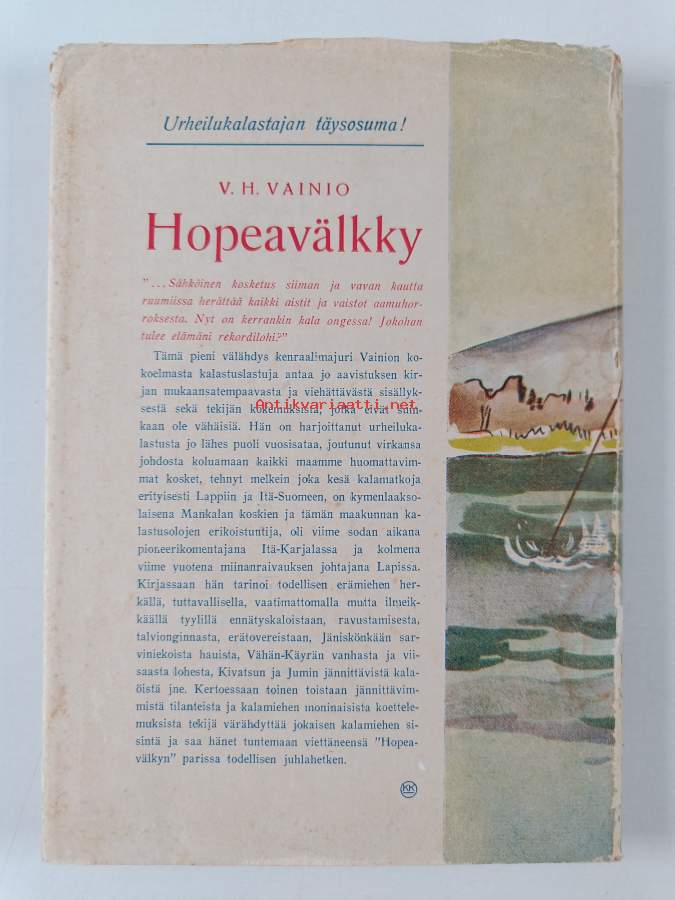 Urheilukalastajan täysosuma!
V. H. VAINIO
Hopeavälkky
"...Sähköinen kosketus siiman ja vavan kautta
ruumiissa herättää kaikki aistit ja vaistot aamuhor-
roksesta. Nyt on kerrankin kala ongessa! Jokohan
tulee elämäni rekordilohi?"
Tämä pieni välähdys kenraalimajuri Vainion ko-
koelmasta kalastuslastuja antaa jo aavistuksen kir-
jan mukaansatempaavasta ja viehättävästä sisällyk-
sestä sekä tekijän kokemuksista, jotka eivät suin-
Antikvariaatti.net
kaan ole vähäisiä. Hän on harjoittanut urheiluka-
lastusta jo lähes puoli vuosisataa, joutunut virkansa
johdosta koluamaan kaikki maamme huomattavim-
mat kosket, tehnyt melkein joka kesä kalamatkoja
erityisesti Lappiin ja Itä-Suomeen, on kymenlaakso-
laisena Mankalan koskien ja tämän maakunnan ka-
lastusolojen erikoistuntija, oli viime sodan aikana
pioneerikomentajana Itä-Karjalassa ja kolmena
viime vuotena miinanraivauksen johtajana Lapissa.
Kirjassaan hän tarinoi todellisen erämiehen her-
källä, tuttavallisella, vaatimattomalla mutta ilmeik-
käällä tyylillä ennätyskaloistaan, ravustamisesta,
talvionginnasta, erätovereistaan, Jäniskönkään sar-
viniekoista hauista, Vähän-Käyrän vanhasta ja vii-
saasta lohesta, Kivatsun ja Jumin jännittävistä kala-
öistä jne. Kertoessaan toinen toistaan jännittävim-
mistä tilanteista ja kalamiehen moninaisista koette-
lemuksista tekijä värähdyttää jokaisen kalamiehen si-
sintä ja saa hänet tuntemaan viettäneensä "Hopea-
välkyn" parissa todellisen juhlahetken.
KK